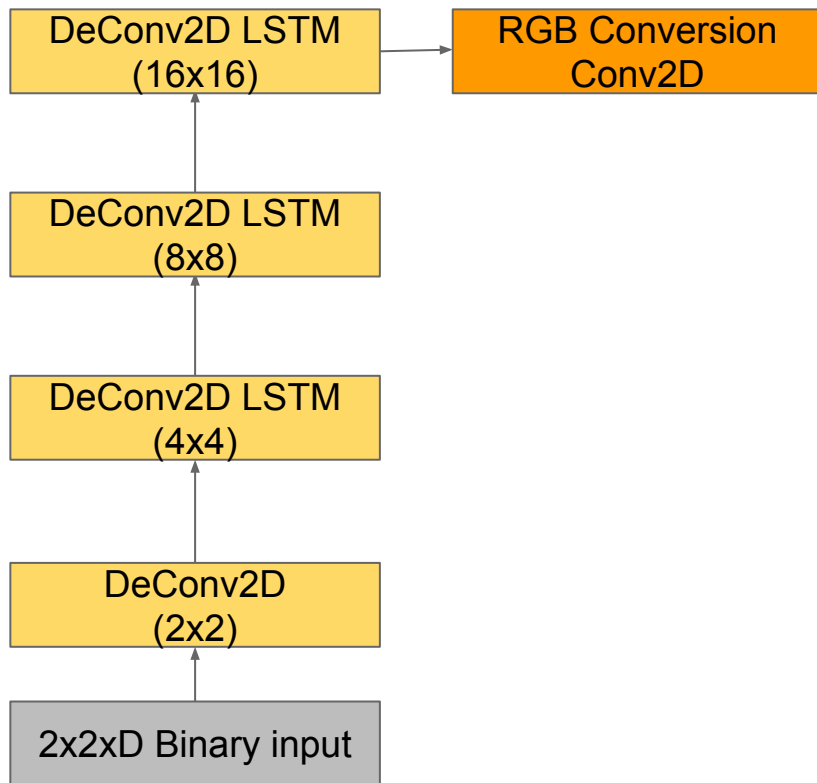 DeConv2D LSTM
(16x16)
RGB Conversion
Conv2D
DeConv2D LSTM
(8x8)
DeConv2D LSTM
(4x4)
DeConv2D
(2x2)
2x2xD Binary input